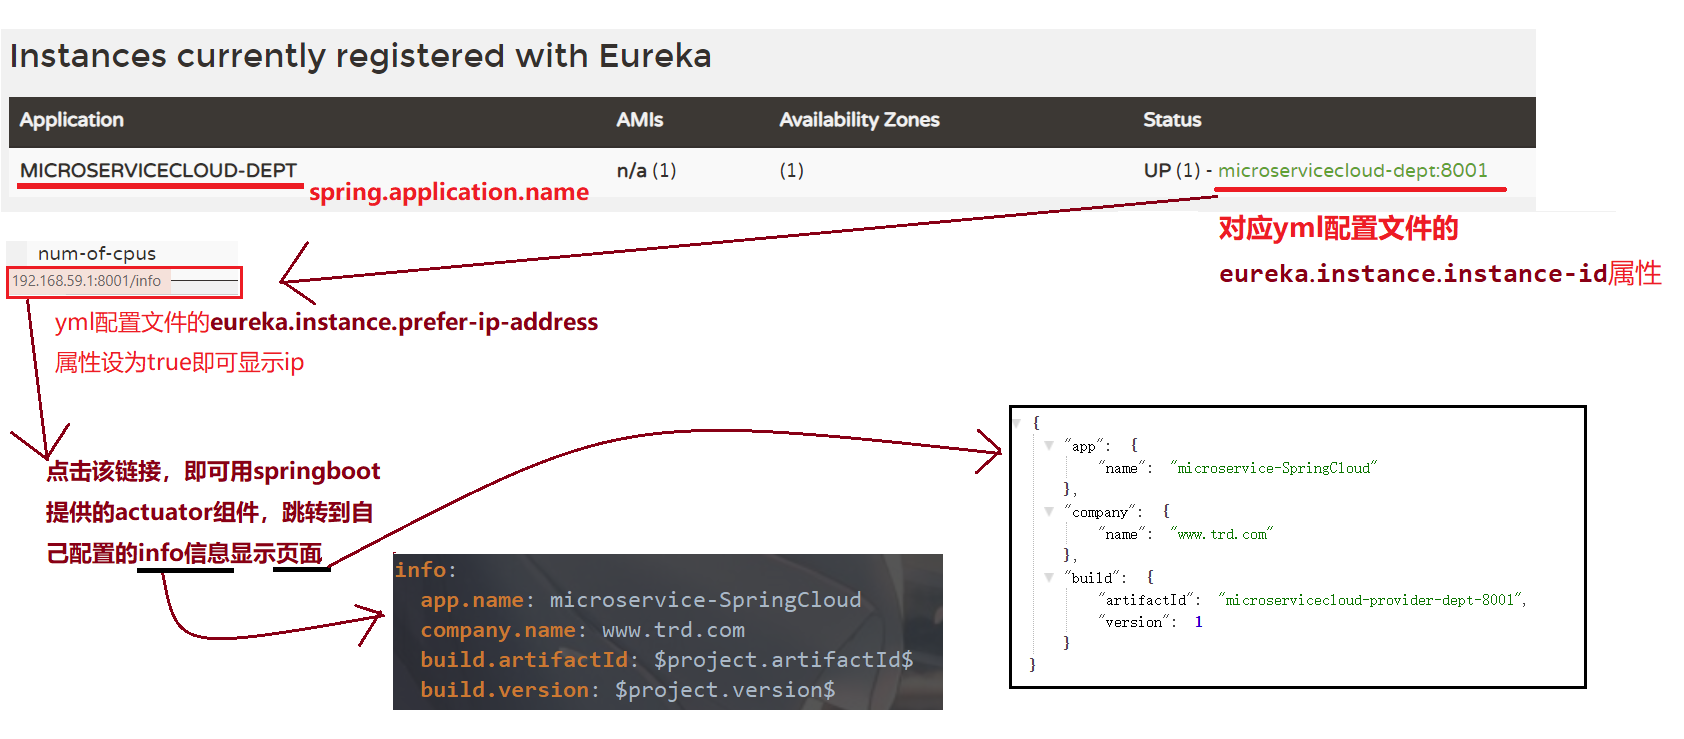 Instances currently registered with Eureka
Application AMIs Availability Zones Status
MICROSERVICECLOUD-DEPT n/a (1) (1) UP (1) - microservicecloud-dept:8001
spring.application.name
对应yml配置文件的
eureka.instance.instance-id属性
num-of-cpus
192.168.59.1:8001/info
yml配置文件的eureka.instance.prefer-ip-address
属性设为true即可显示ip
点击该链接，即可用springboot
提供的actuator组件，跳转到自
己配置的info信息显示页面
info:
app.name: microservice-SpringCloud
company.name: www.trd.com
build.artifactId: $project.artifactId$
build.version: $project.version$
{
"app": {
"name": "microservice-SpringCloud"
},
"company": {
"name": "www.trd.com"
},
"build": {
"artifactId": "microservicecloud-provider-dept-8001",
"version": 1
}
}